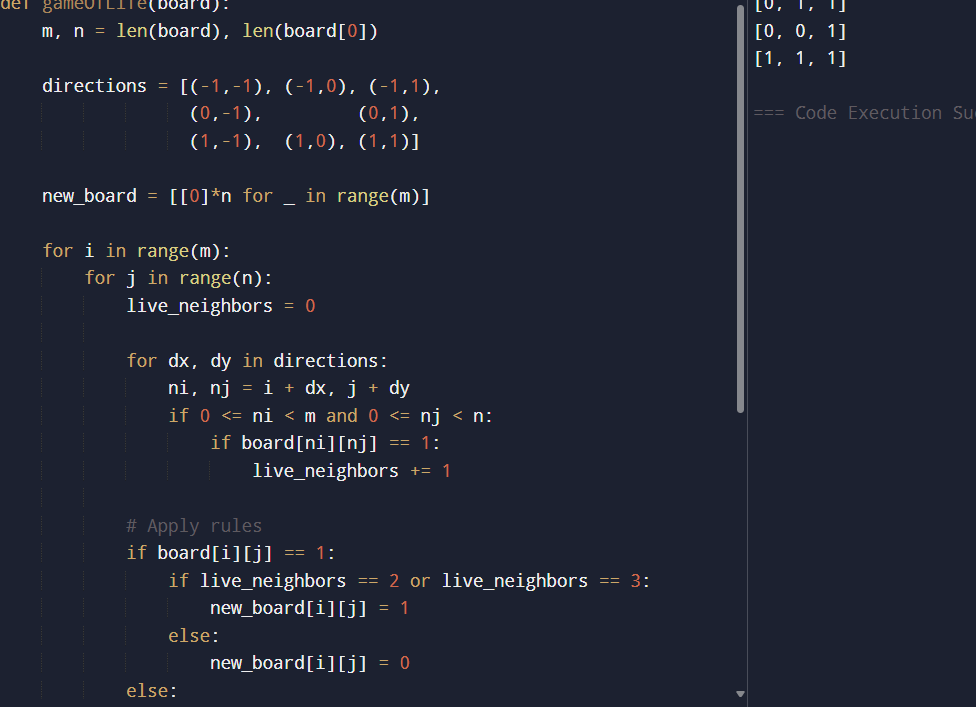 def gameOfLife(board):
    m, n = len(board), len(board[0])

    directions = [(-1,-1), (-1,0), (-1,1),
                  (0,-1),         (0,1),
                  (1,-1),  (1,0), (1,1)]

    new_board = [[0]*n for _ in range(m)]

    for i in range(m):
        for j in range(n):
            live_neighbors = 0

            for dx, dy in directions:
                ni, nj = i + dx, j + dy
                if 0 <= ni < m and 0 <= nj < n:
                    if board[ni][nj] == 1:
                        live_neighbors += 1

            # Apply rules
            if board[i][j] == 1:
                if live_neighbors == 2 or live_neighbors == 3:
                    new_board[i][j] = 1
                else:
                    new_board[i][j] = 0
            else:
[0, 1, 1]
[0, 0, 1]
[1, 1, 1]

=== Code Execution Su